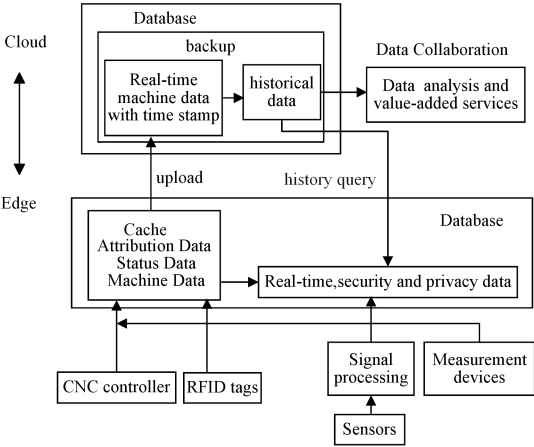 Database
Cloud
backup
Data Collaboration
Real-time
machine data
with time stamp
historical
data
Data analysis and
value-added services
upload
history query
Edge
Database
Cache
Attribution Data
Status Data
Machine Data
Real-time,security and privacy data
CNC controller
RFID tags
Signal
processing
Measurement
devices
Sensors